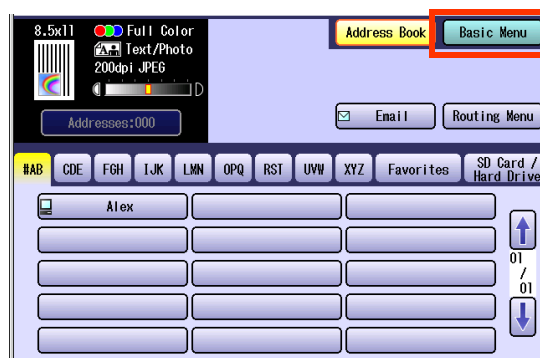 8.5x11 Full Color
A Text/Photo
200dpi JPEG
D
Addresses:000
Address Book
Basic Menu
Email
Routing Menu
#AB CDE FGH IJK LMN OPQ RST UVW XYZ Favorites SD Card / Hard Drive
Alex
01
/
01